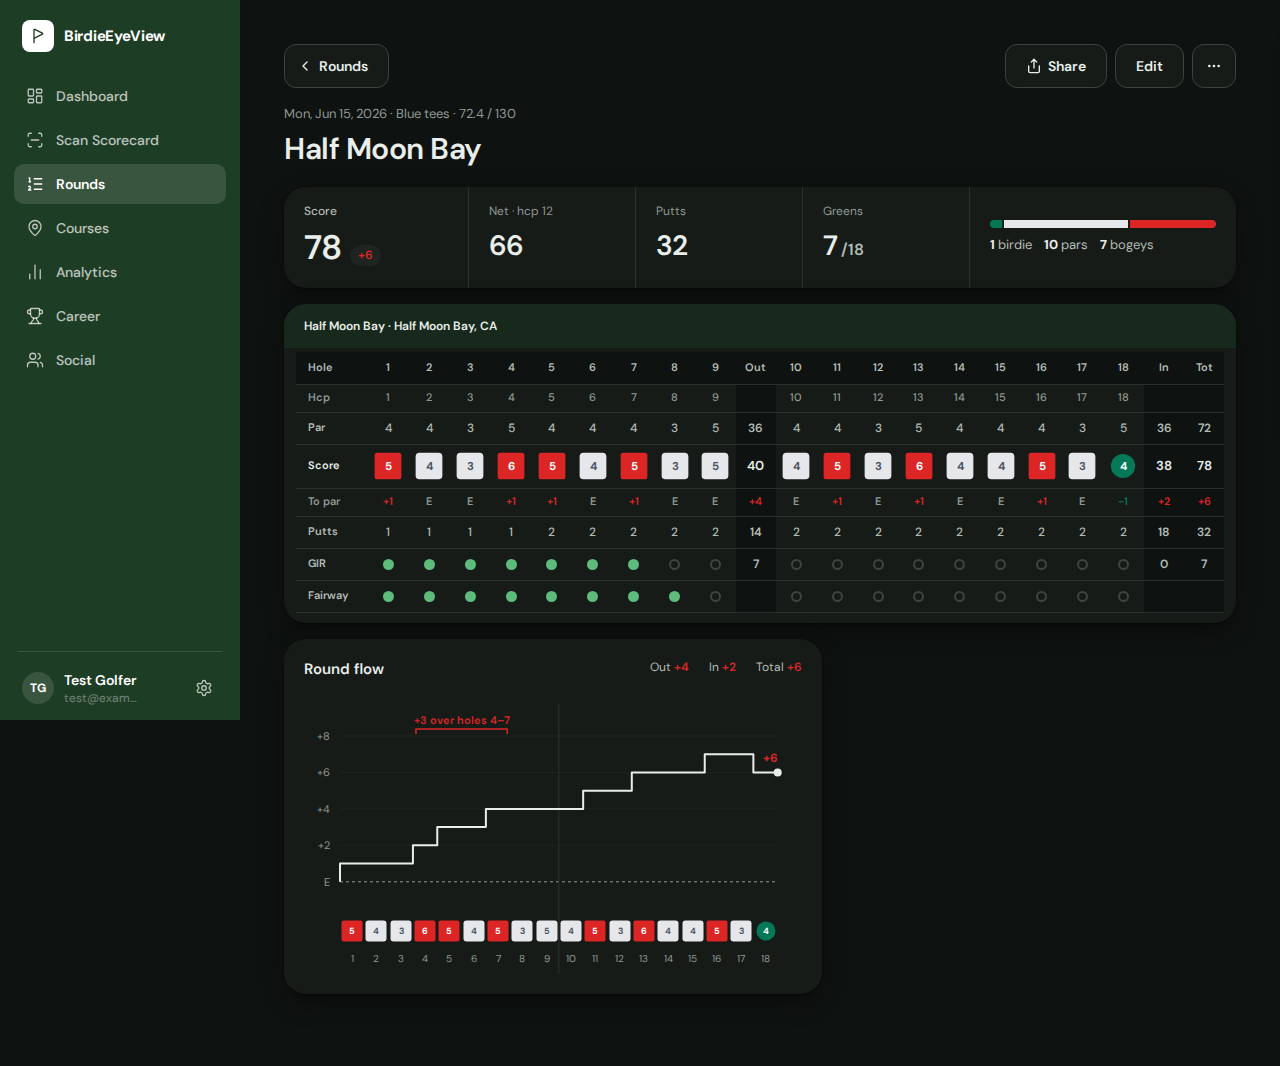 BirdieEyeView
Dashboard
Scan Scorecard
Rounds
Courses
Analytics
Career
Social
TG
Test Golfer
test@exam...
Rounds
Share
Edit
Mon, Jun 15, 2026 · Blue tees · 72.4 / 130
Half Moon Bay
Score
78 +6
Net · hcp 12
66
Putts
32
Greens
7 /18
1 birdie 10 pars 7 bogeys
Half Moon Bay · Half Moon Bay, CA
Hole 1 2 3 4 5 6 7 8 9 Out 10 11 12 13 14 15 16 17 18 In Tot
Hcp 1 2 3 4 5 6 7 8 9 10 11 12 13 14 15 16 17 18
Par 4 4 3 5 4 4 4 3 5 36 4 4 3 5 4 4 4 3 5 36 72
Score 5 4 3 6 5 4 5 3 5 40 4 5 3 6 4 4 5 3 4 38 78
To par +1 E E +1 +1 E +1 E E +4 E +1 E +1 E E +1 E −1 +2 +6
Putts 1 1 1 1 2 2 2 2 2 14 2 2 2 2 2 2 2 2 2 18 32
GIR 7 0 7
Fairway
Round flow
Out +4 In +2 Total +6
+3 over holes 4–7
+8
+6
+6
+4
+2
E
5 4 3 6 5 4 5 3 5 4 5 3 6 4 4 5 3 4
1 2 3 4 5 6 7 8 9 10 11 12 13 14 15 16 17 18